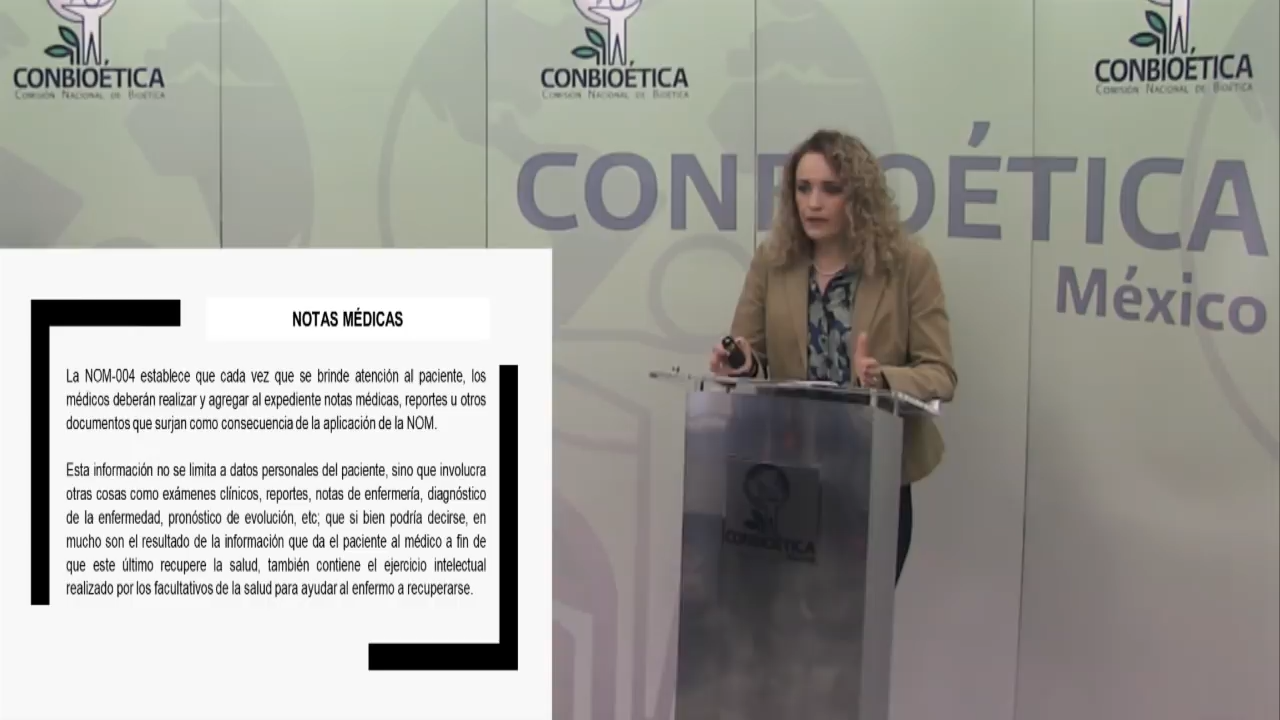 CONBIOÉTICA
COMISIÓN NACIONAL DE BIOÉTICA
CONBIOÉTICA
COMISIÓN NACIONAL DE BIOÉTICA
CONBIOÉTICA
COMISIÓN NACIONAL DE BIOÉTICA
CON OÉTICA
México
NOTAS MÉDICAS
La NOM-004 establece que cada vez que se brinde atención al paciente, los
médicos deberán realizar y agregar al expediente notas médicas, reportes u otros
documentos que surjan como consecuencia de la aplicación de la NOM.
Esta información no se limita a datos personales del paciente, sino que involucra
otras cosas como exámenes clínicos, reportes, notas de enfermería, diagnóstico
de la enfermedad, pronóstico de evolución, etc; que si bien podría decirse, en
mucho son el resultado de la información que da el paciente al médico a fin de
que este último recupere la salud, también contiene el ejercicio intelectual
realizado por los facultativos de la salud para ayudar al enfermo a recuperarse.
CONBIOÉTICA